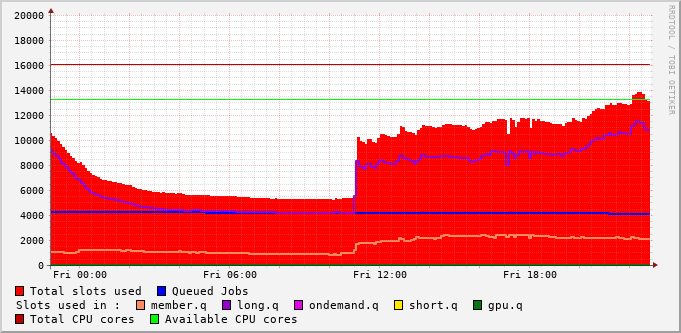 20000
18000
16000
14000
12000
10000
8000
6000
4000
2000
0
Fri 00:00 Fri 06:00 Fri 12:00 Fri 18:00
RRDTOOL / TOBI OETIKER
Total slots used Queued Jobs
Slots used in : member.q long.q ondemand.q short.q gpu.q
Total CPU cores Available CPU cores